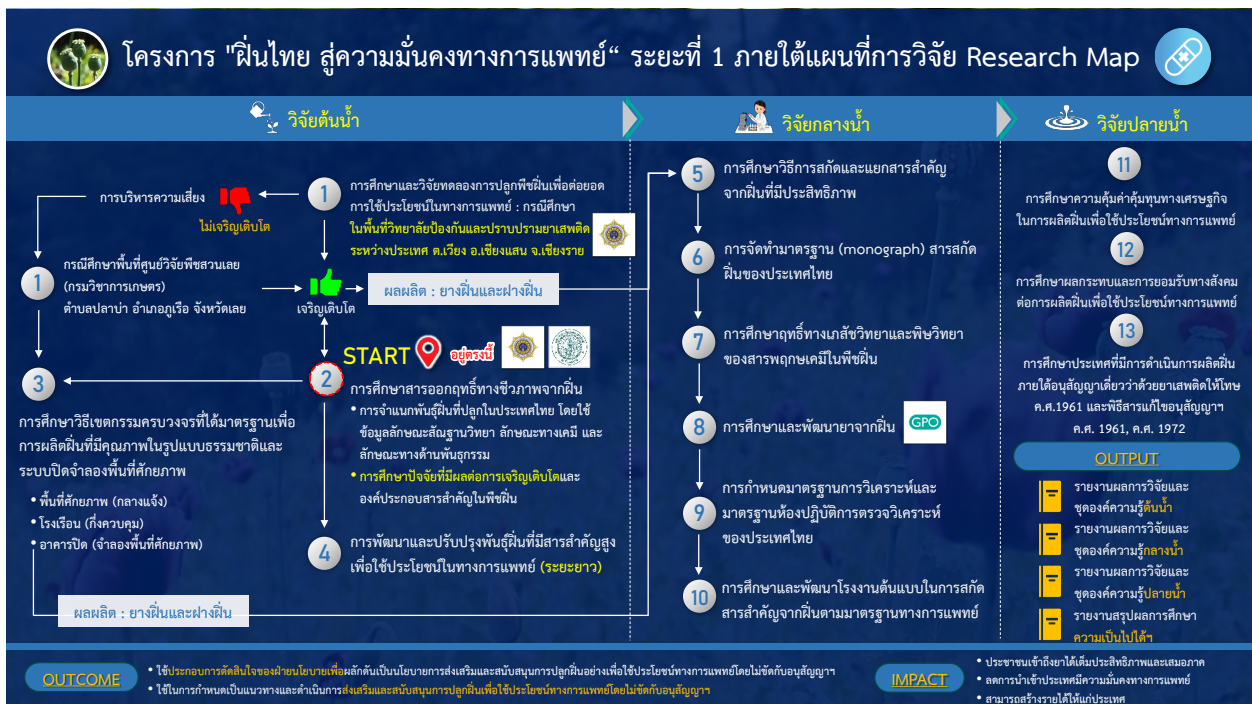 โครงการ "ฝิ่นไทย สู่ความมั่นคงทางการแพทย์“ ระยะที่ 1 ภายใต้แผนที่การวิจัย Research Map
วิจัยต้นน้ำ
วิจัยกลางน้ำ
วิจัยปลายน้ำ
การบริหารความเสี่ยง
ไม่เจริญเติบโต
1
การศึกษาและวิจัยทดลองการปลูกพืชฝิ่นเพื่อต่อยอด
การใช้ประโยชน์ในทางการแพทย์ : กรณีศึกษา
ในพื้นที่วิทยาลัยป้องกันและปราบปรามยาเสพติด
ระหว่างประเทศ ต.เวียง อ.เชียงแสน จ.เชียงราย
1
กรณีศึกษาพื้นที่ศูนย์วิจัยพืชสวนเลย
(กรมวิชาการเกษตร)
ตำบลปลาบ่า อำเภอภูเรือ จังหวัดเลย
เจริญเติบโต
ผลผลิต : ยางฝิ่นและฝางฝิ่น
START
อยู่ตรงนี้
2
การศึกษาสารออกฤทธิ์ทางชีวภาพจากฝิ่น
• การจำแนกพันธุ์ฝิ่นที่ปลูกในประเทศไทย โดยใช้
ข้อมูลลักษณะสัณฐานวิทยา ลักษณะทางเคมี และ
ลักษณะทางด้านพันธุกรรม
• การศึกษาปัจจัยที่มีผลต่อการเจริญเติบโตและ
องค์ประกอบสารสำคัญในพืชฝิ่น
3
การศึกษาวิธีเขตกรรมครบวงจรที่ได้มาตรฐานเพื่อ
การผลิตฝิ่นที่มีคุณภาพในรูปแบบธรรมชาติและ
ระบบปิดจำลองพื้นที่ศักยภาพ
• พื้นที่ศักยภาพ (กลางแจ้ง)
• โรงเรือน (กึ่งควบคุม)
• อาคารปิด (จำลองพื้นที่ศักยภาพ)
4
การพัฒนาและปรับปรุงพันธุ์ฝิ่นที่มีสารสำคัญสูง
เพื่อใช้ประโยชน์ในทางการแพทย์ (ระยะยาว)
ผลผลิต : ยางฝิ่นและฝางฝิ่น
5
การศึกษาวิธีการสกัดและแยกสารสำคัญ
จากฝิ่นที่มีประสิทธิภาพ
6
การจัดทำมาตรฐาน (monograph) สารสกัด
ฝิ่นของประเทศไทย
7
การศึกษาฤทธิ์ทางเภสัชวิทยาและพิษวิทยา
ของสารพฤกษเคมีในพืชฝิ่น
8
การศึกษาและพัฒนายาจากฝิ่น
GPO
9
การกำหนดมาตรฐานการวิเคราะห์และ
มาตรฐานห้องปฏิบัติการตรวจวิเคราะห์
ของประเทศไทย
10
การศึกษาและพัฒนาโรงงานต้นแบบในการสกัด
สารสำคัญจากฝิ่นตามมาตรฐานทางการแพทย์
11
การศึกษาความคุ้มค่าคุ้มทุนทางเศรษฐกิจ
ในการผลิตฝิ่นเพื่อใช้ประโยชน์ทางการแพทย์
12
การศึกษาผลกระทบและการยอมรับทางสังคม
ต่อการผลิตฝิ่นเพื่อใช้ประโยชน์ทางการแพทย์
13
การศึกษาประเทศที่มีการดำเนินการผลิตฝิ่น
ภายใต้อนุสัญญาเดี่ยวว่าด้วยยาเสพติดให้โทษ
ค.ศ.1961 และพิธีสารแก้ไขอนุสัญญาฯ
ค.ศ. 1961, ค.ศ. 1972
OUTPUT
รายงานผลการวิจัยและ
ชุดองค์ความรู้ต้นน้ำ
รายงานผลการวิจัยและ
ชุดองค์ความรู้กลางน้ำ
รายงานผลการวิจัยและ
ชุดองค์ความรู้ปลายน้ำ
รายงานสรุปผลการศึกษา
ความเป็นไปได้ฯ
OUTCOME
• ใช้ประกอบการตัดสินใจของฝ่ายนโยบายเพื่อผลักดันเป็นนโยบายการส่งเสริมและสนับสนุนการปลูกฝิ่นอย่างเพื่อใช้ประโยชน์ทางการแพทย์โดยไม่ขัดกับอนุสัญญาฯ
• ใช้ในการกำหนดเป็นแนวทางและดำเนินการส่งเสริมและสนับสนุนการปลูกฝิ่นเพื่อใช้ประโยชน์ทางการแพทย์โดยไม่ขัดกับอนุสัญญาฯ
IMPACT
• ประชาชนเข้าถึงยาได้เต็มประสิทธิภาพและเสมอภาค
• ลดการนำเข้าประเทศมีความมั่นคงทางการแพทย์
• สามารถสร้างรายได้ให้แก่ประเทศ